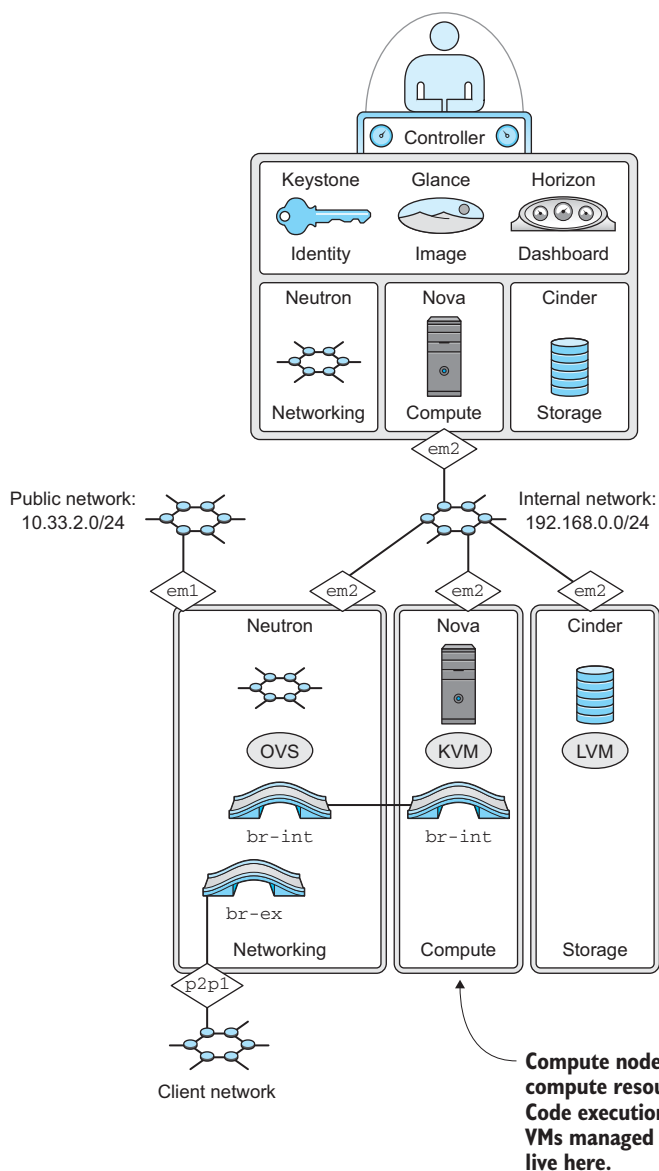 Controller
Keystone Glance Horizon
Identity Image Dashboard
Neutron Nova Cinder
Networking Compute Storage
em2
Public network:
10.33.2.0/24
Internal network:
192.168.0.0/24
em1 em2 em2 em2
Neutron Nova Cinder
OVS KVM LVM
br-int br-int
br-ex
Networking Compute Storage
p2p1
Client network
Compute node
compute resou
Code execution
VMs managed
live here.